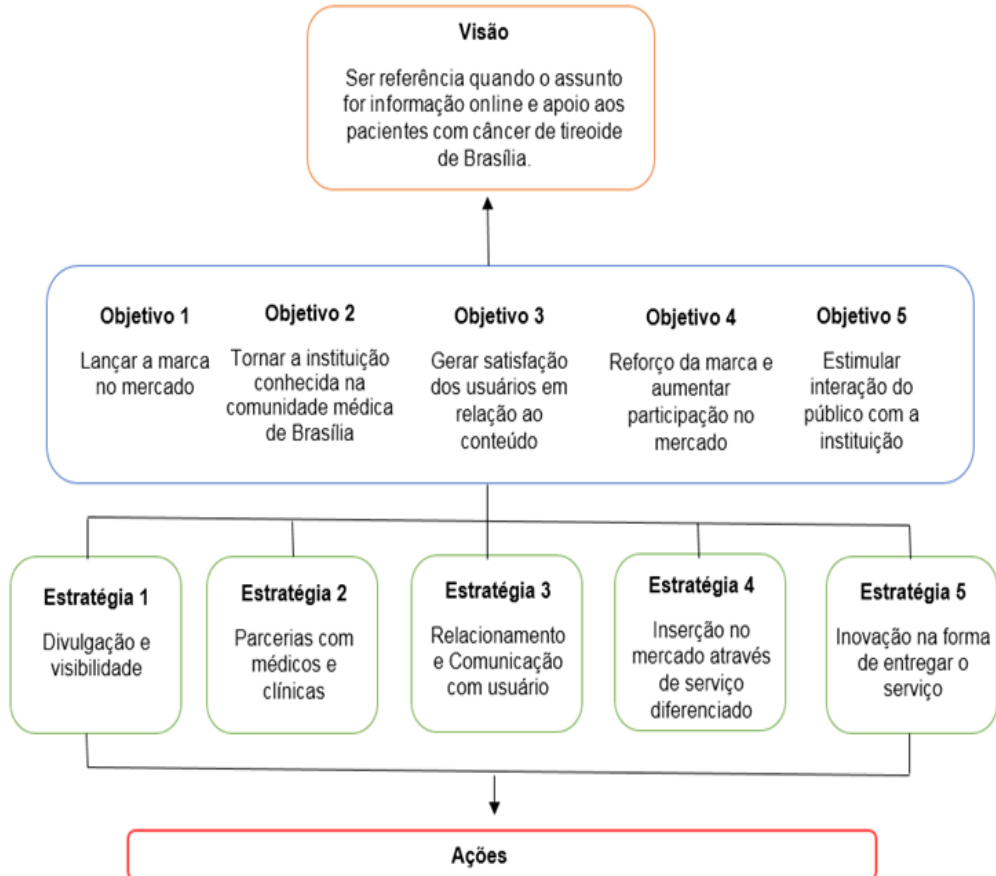 Visão
Ser referência quando o assunto
for informação online e apoio aos
pacientes com câncer de tireoide
de Brasília.
Objetivo 1
Lançar a marca
no mercado
Objetivo 2
Tornar a instituição
conhecida na
comunidade médica
de Brasília
Objetivo 3
Gerar satisfação
dos usuários em
relação ao
conteúdo
Objetivo 4
Reforço da marca e
aumentar
participação no
mercado
Objetivo 5
Estimular
interação do
público com a
instituição
Estratégia 1
Divulgação e
visibilidade
Estratégia 2
Parcerias com
médicos e
clínicas
Estratégia 3
Relacionamento
e Comunicação
com usuário
Estratégia 4
Inserção no
mercado através
de serviço
diferenciado
Estratégia 5
Inovação na forma
de entregar o
serviço
Ações